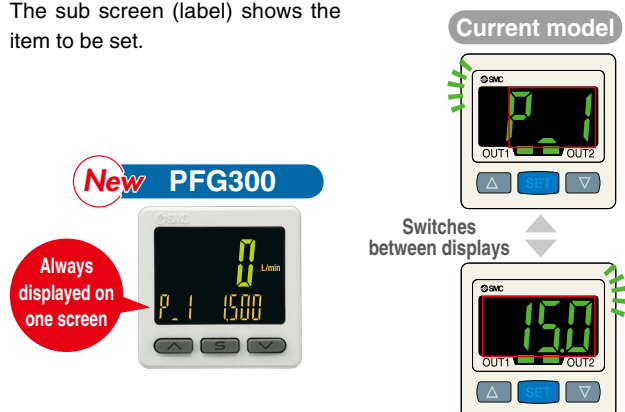 The sub screen (label) shows the
item to be set.
Current model
SMC
P_1
OUT1 OUT2
SET
New PFG300
SMC
0
L/min
P_1 15.00
S
Always
displayed on
one screen
Switches
between displays
SMC
15.0
OUT1 OUT2
SET